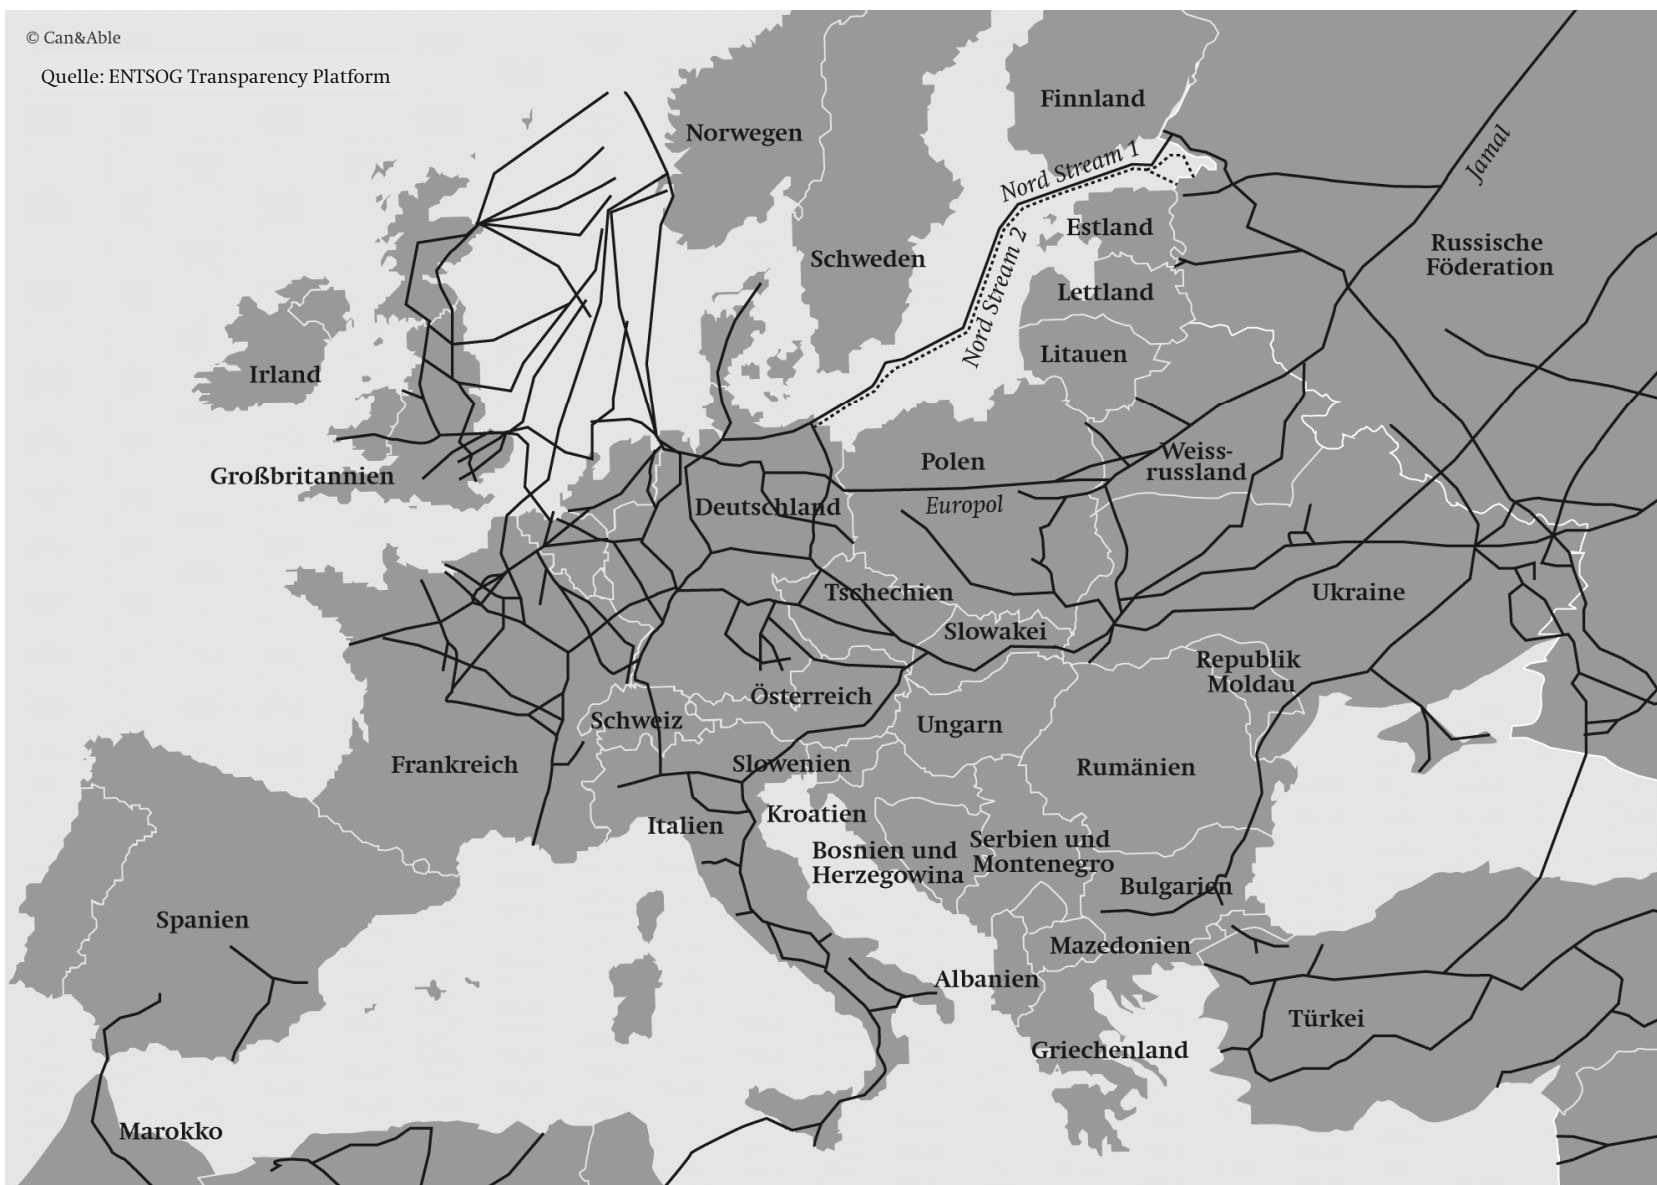 © Can&Able
Quelle: ENTSOG Transparency Platform
Finnland
Norwegen
Jamal
Nord Stream 1
Estland
Russische
Föderation
Schweden
Nord Stream 2
Lettland
Litauen
Irland
Weiss-
russland
Polen
Großbritannien
Europol
Deutschland
Tschechien
Ukraine
Slowakei
Republik
Moldau
Österreich
Schweiz
Ungarn
Frankreich
Slowenien
Rumänien
Kroatien
Italien
Serbien und
Montenegro
Bosnien und
Herzegowina
Bulgarien
Spanien
Mazedonien
Albanien
Türkei
Griechenland
Marokko